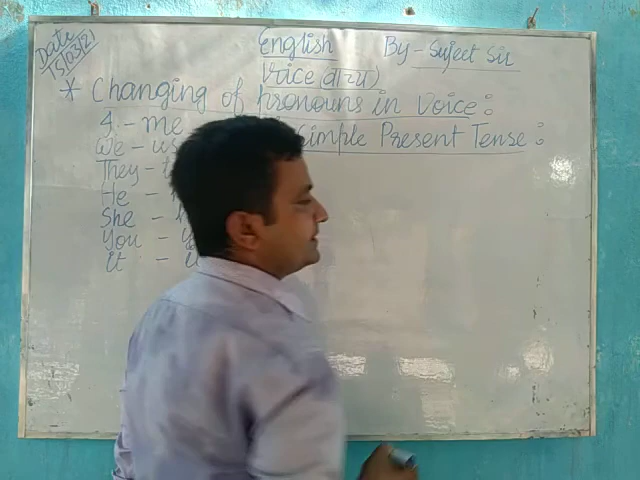 Date
15/03/21
English By - Sujeet Sir
Voice (वाच्य)
* Changing of pronouns in Voice :
I - me
Simple Present Tense :
We - us
They -
He -
She -
You -
it -